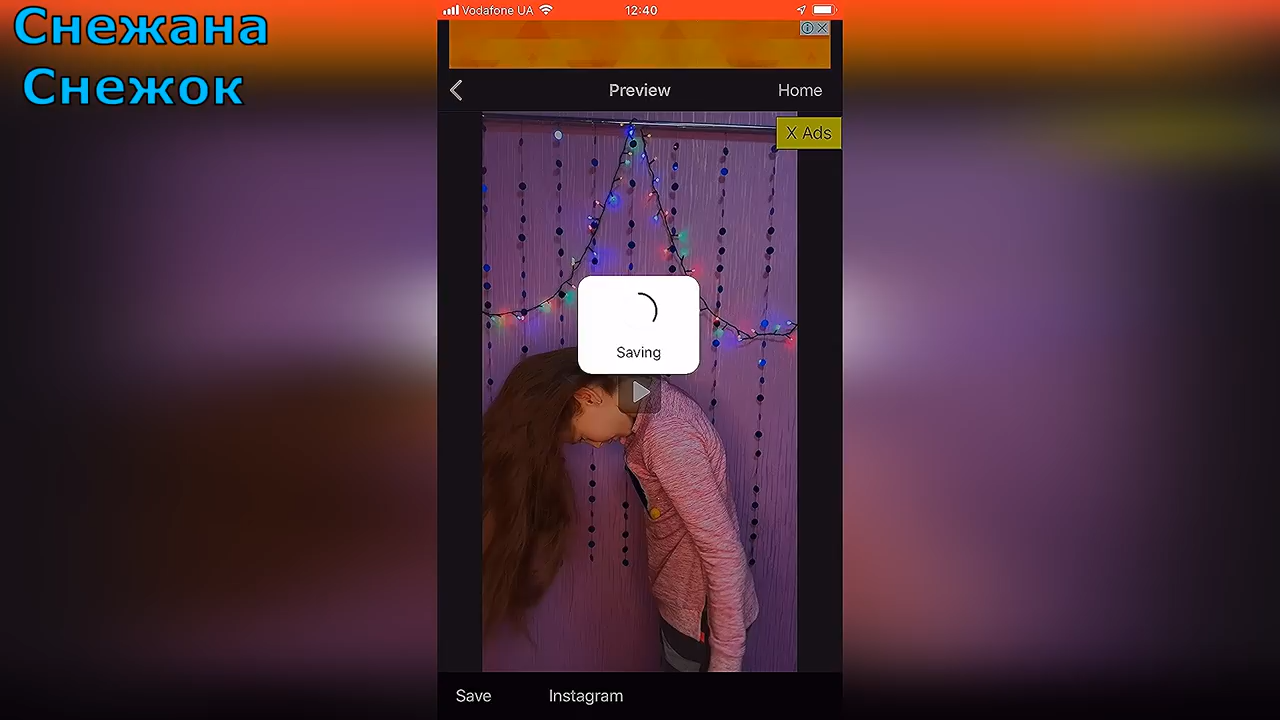 Снежана
Снежок
Vodafone UA
12:40
Preview
Home
X Ads
Saving
Save
Instagram